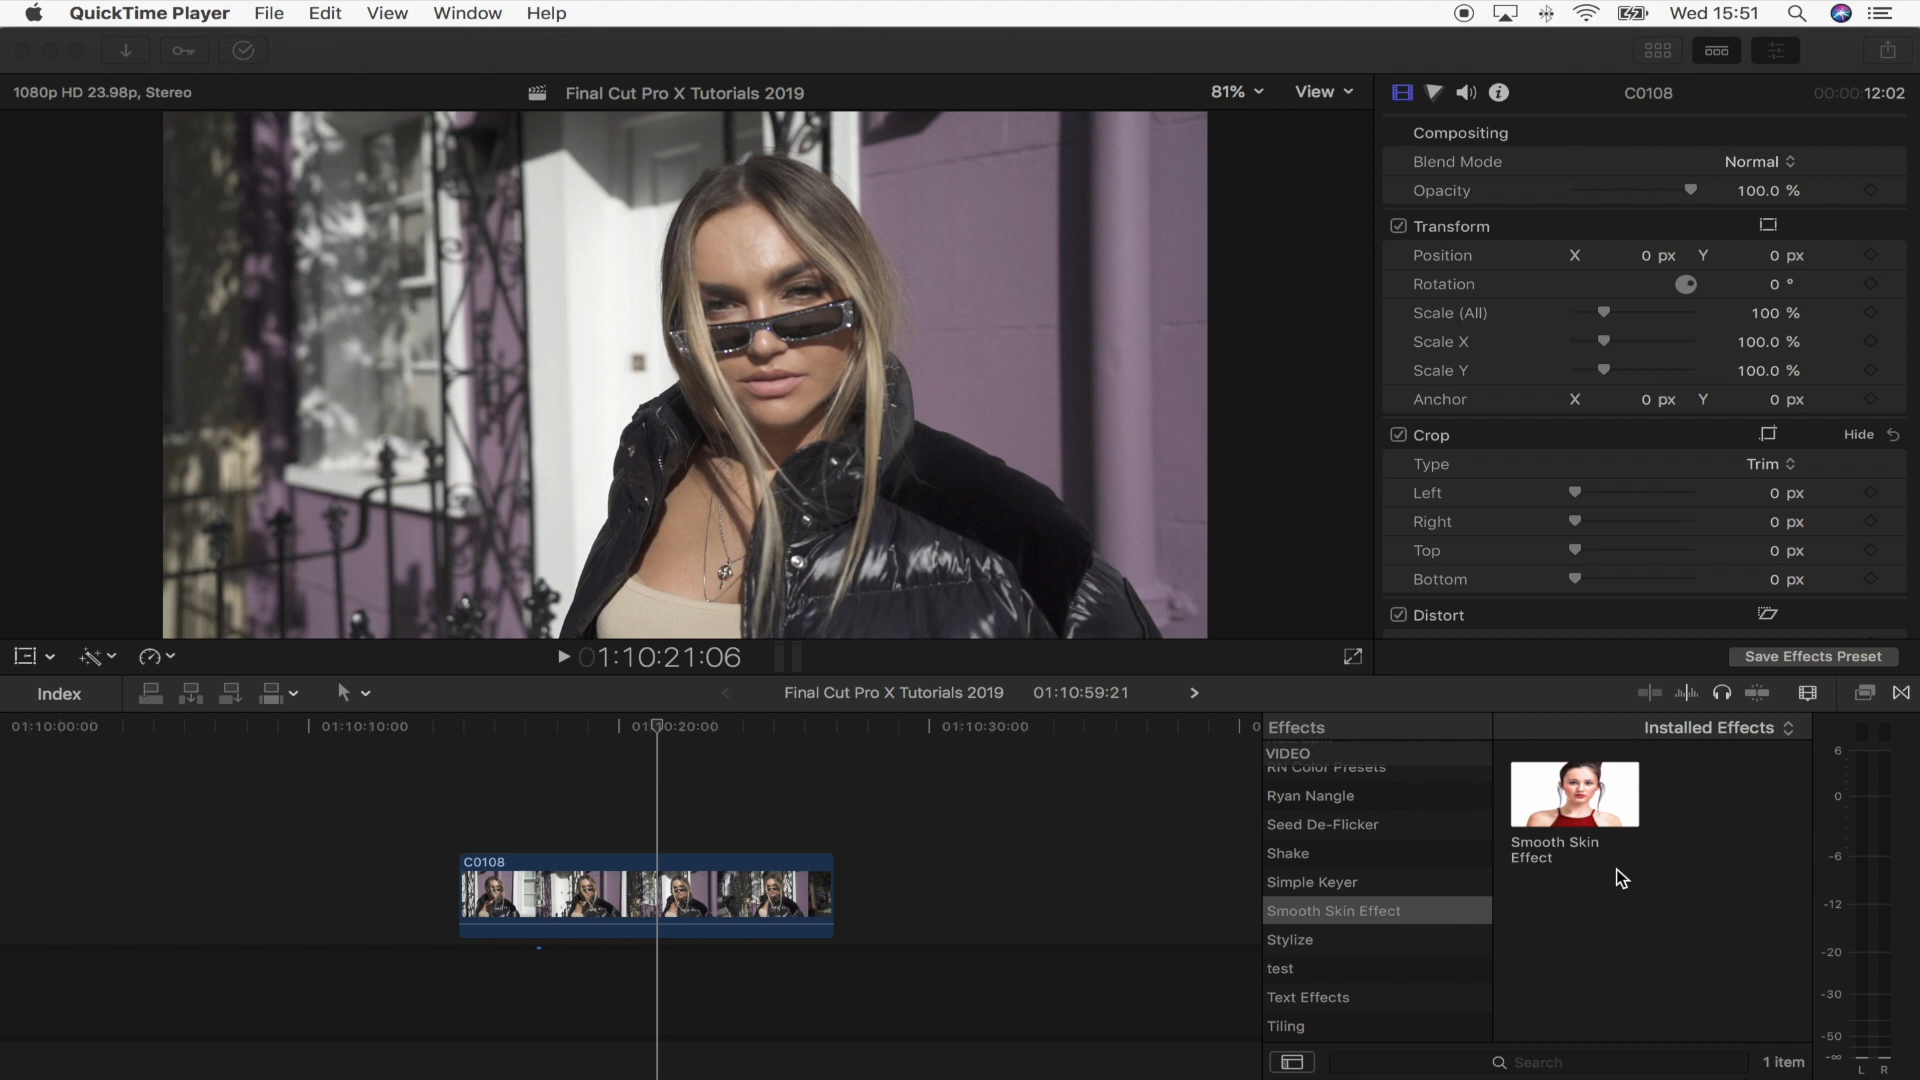 QuickTime Player File Edit View Window Help Wed 15:51
1080p HD 23.98p, Stereo
Final Cut Pro X Tutorials 2019
81% View
C0108 00:00:12:02
Compositing
Blend Mode Normal
Opacity 100.0 %
Transform
Position X 0 px Y 0 px
Rotation 0 °
Scale (All) 100 %
Scale X 100.0 %
Scale Y 100.0 %
Anchor X 0 px Y 0 px
Crop Hide
Type Trim
Left 0 px
Right 0 px
Top 0 px
Bottom 0 px
Distort
01:10:21:06
Save Effects Preset
Index
Final Cut Pro X Tutorials 2019 01:10:59:21
01:10:00:00 01:10:10:00 01:10:20:00 01:10:30:00 0
C0108
Effects
Installed Effects
VIDEO
RN Color Presets
Ryan Nangle
Seed De-Flicker
Shake
Simple Keyer
Smooth Skin Effect
Stylize
test
Text Effects
Tiling
Smooth Skin
Effect
Search
1 item
6
0
-6
-12
-20
-30
-50
-∞
L R